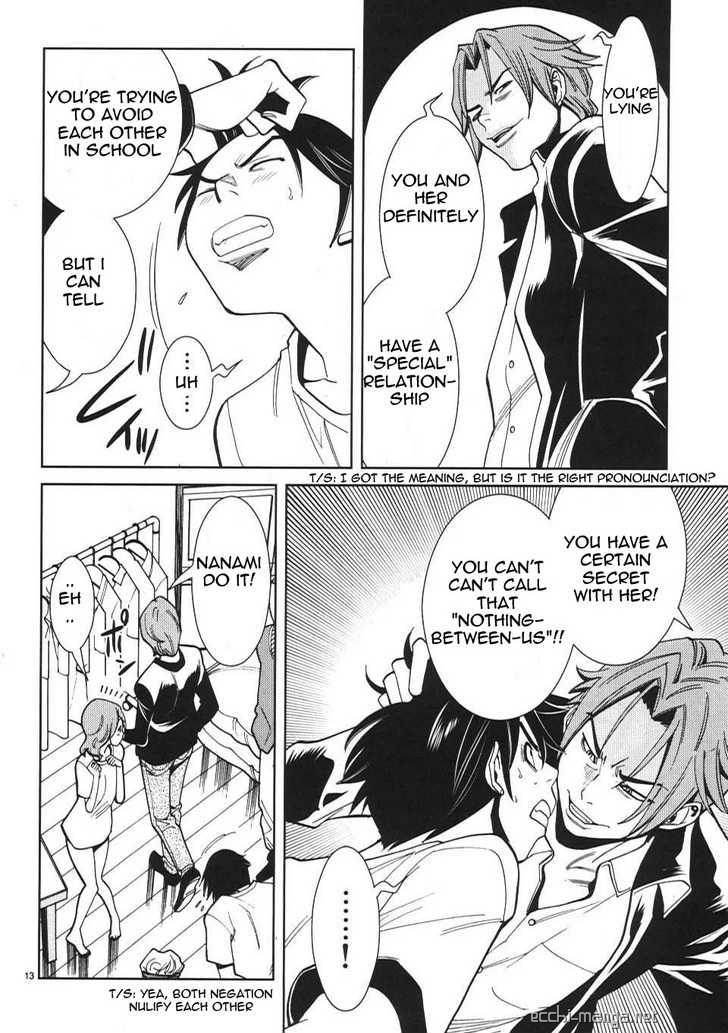 YOU'RE
LYING
YOU AND
HER
DEFINITELY
HAVE A
"SPECIAL"
RELATION-
SHIP
YOU'RE TRYING
TO AVOID
EACH OTHER
IN SCHOOL
BUT I
CAN
TELL
...
UH
...
T/S: I GOT THE MEANING, BUT IS IT THE RIGHT PRONOUNCIATION?
YOU HAVE A
CERTAIN
SECRET
WITH HER!
YOU CAN'T
CAN'T CALL
THAT
"NOTHING-
BETWEEN-US"!!
......!
NANAMI
DO IT!
..
EH
..
ポン
13
T/S: YEA, BOTH NEGATION
NULIFY EACH OTHER
ecchi-manga.net